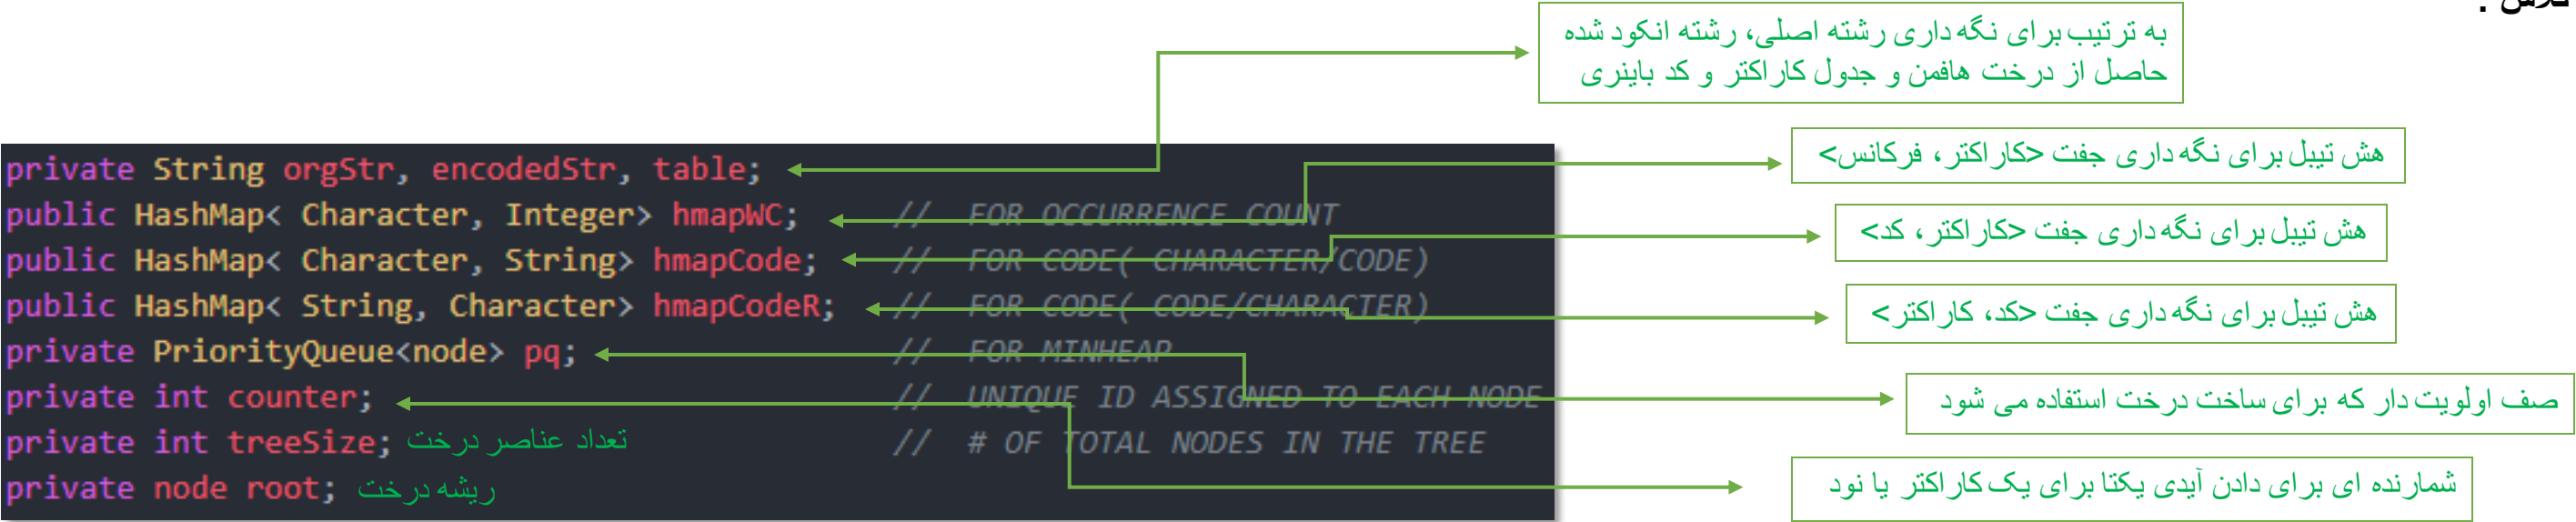 به ترتیب برای نگه داری رشته اصلی، رشته انکود شده
حاصل از درخت هافمن و جدول کاراکتر و کد باینری
private String orgStr, encodedStr, table;
هش تیبل برای نگه داری جفت <کاراکتر، فرکانس>
public HashMap< Character, Integer> hmapWC; // FOR OCCURRENCE COUNT
هش تیبل برای نگه داری جفت <کاراکتر، کد>
public HashMap< Character, String> hmapCode; // FOR CODE( CHARACTER/CODE)
هش تیبل برای نگه داری جفت <کد، کاراکتر>
public HashMap< String, Character> hmapCodeR; // FOR CODE( CODE/CHARACTER)
private PriorityQueue<node> pq; // FOR MINHEAP
صف اولویت دار که برای ساخت درخت استفاده می شود
private int counter; // UNIQUE ID ASSIGNED TO EACH NODE
private int treeSize; تعداد عناصر درخت // # OF TOTAL NODES IN THE TREE
private node root; ریشه درخت
شمارنده ای برای دادن آیدی یکتا برای یک کاراکتر یا نود